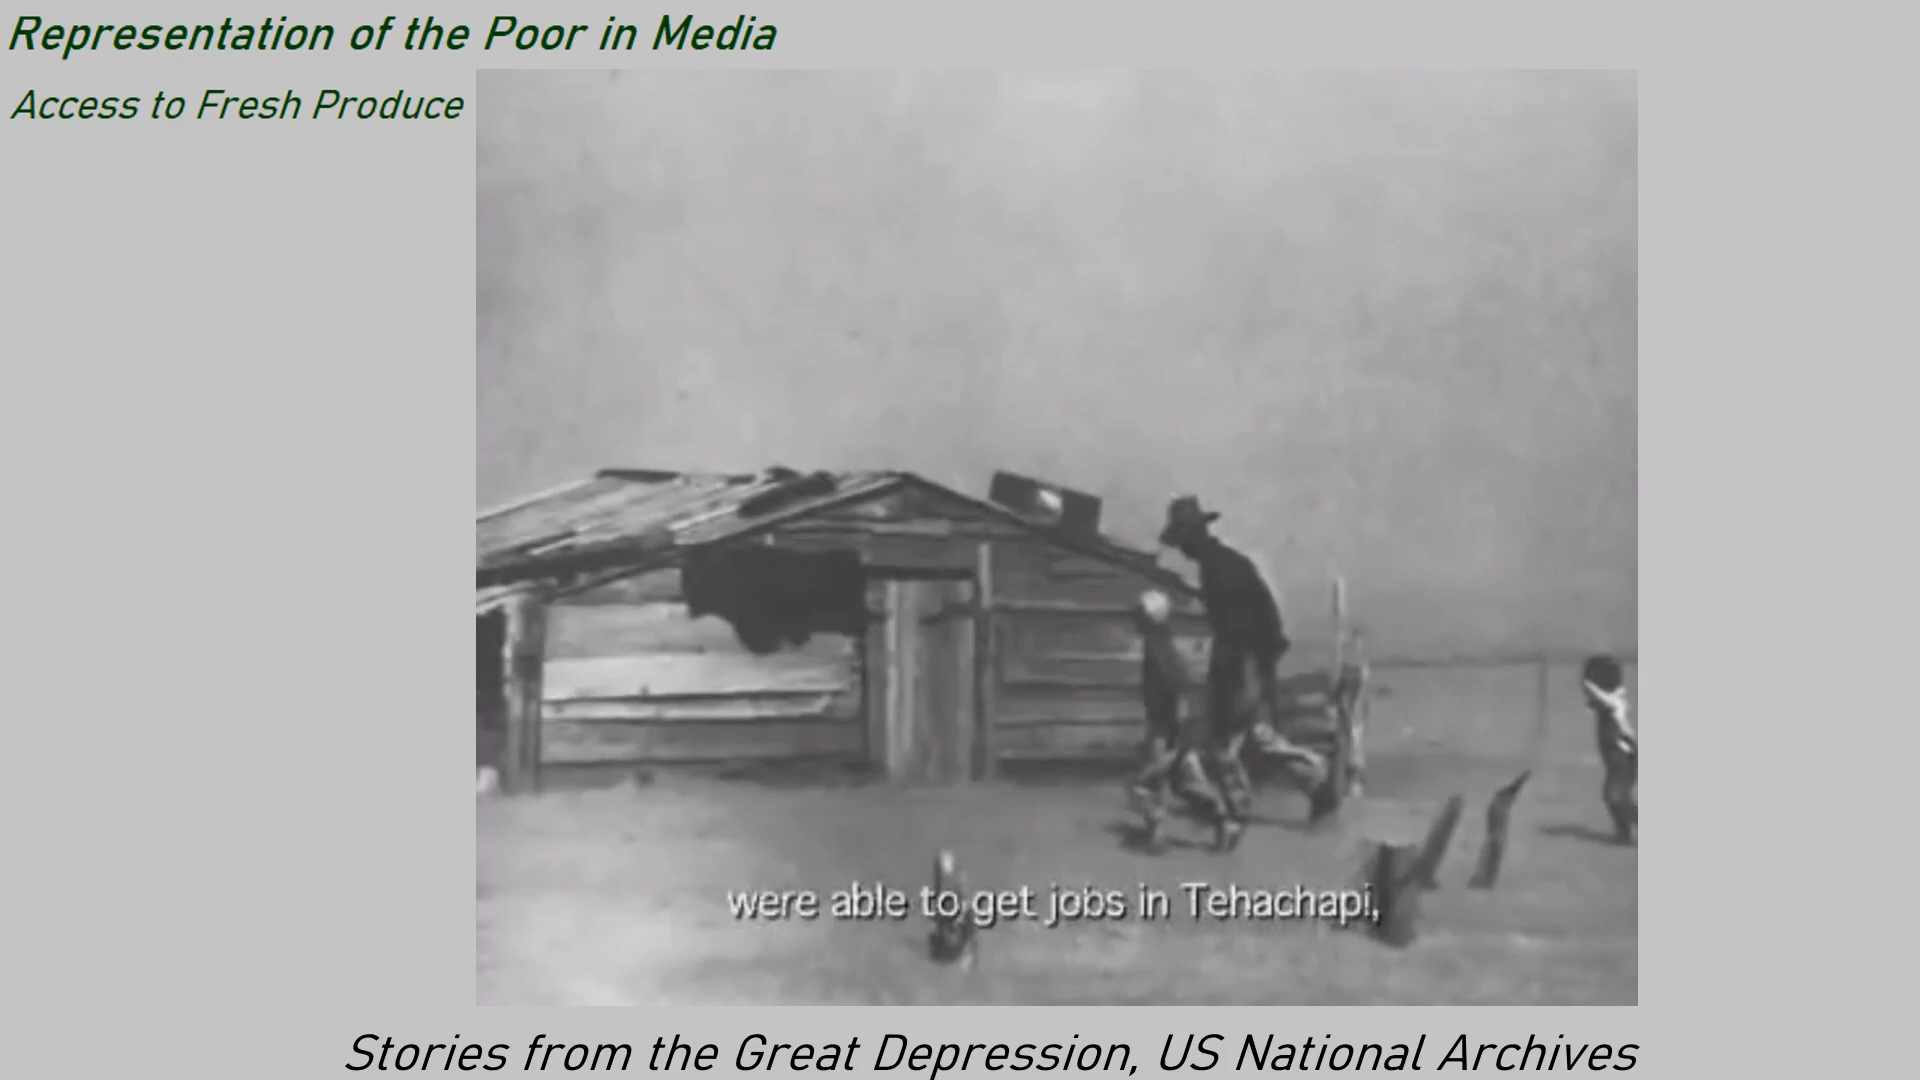 Representation of the Poor in Media
Access to Fresh Produce
were able to get jobs in Tehachapi,
Stories from the Great Depression, US National Archives